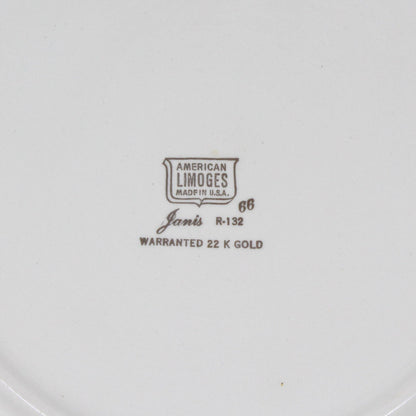 AMERICAN
LIMOGES
MADE IN U.S.A.
66
Janis R-132
WARRANTED 22 K GOLD